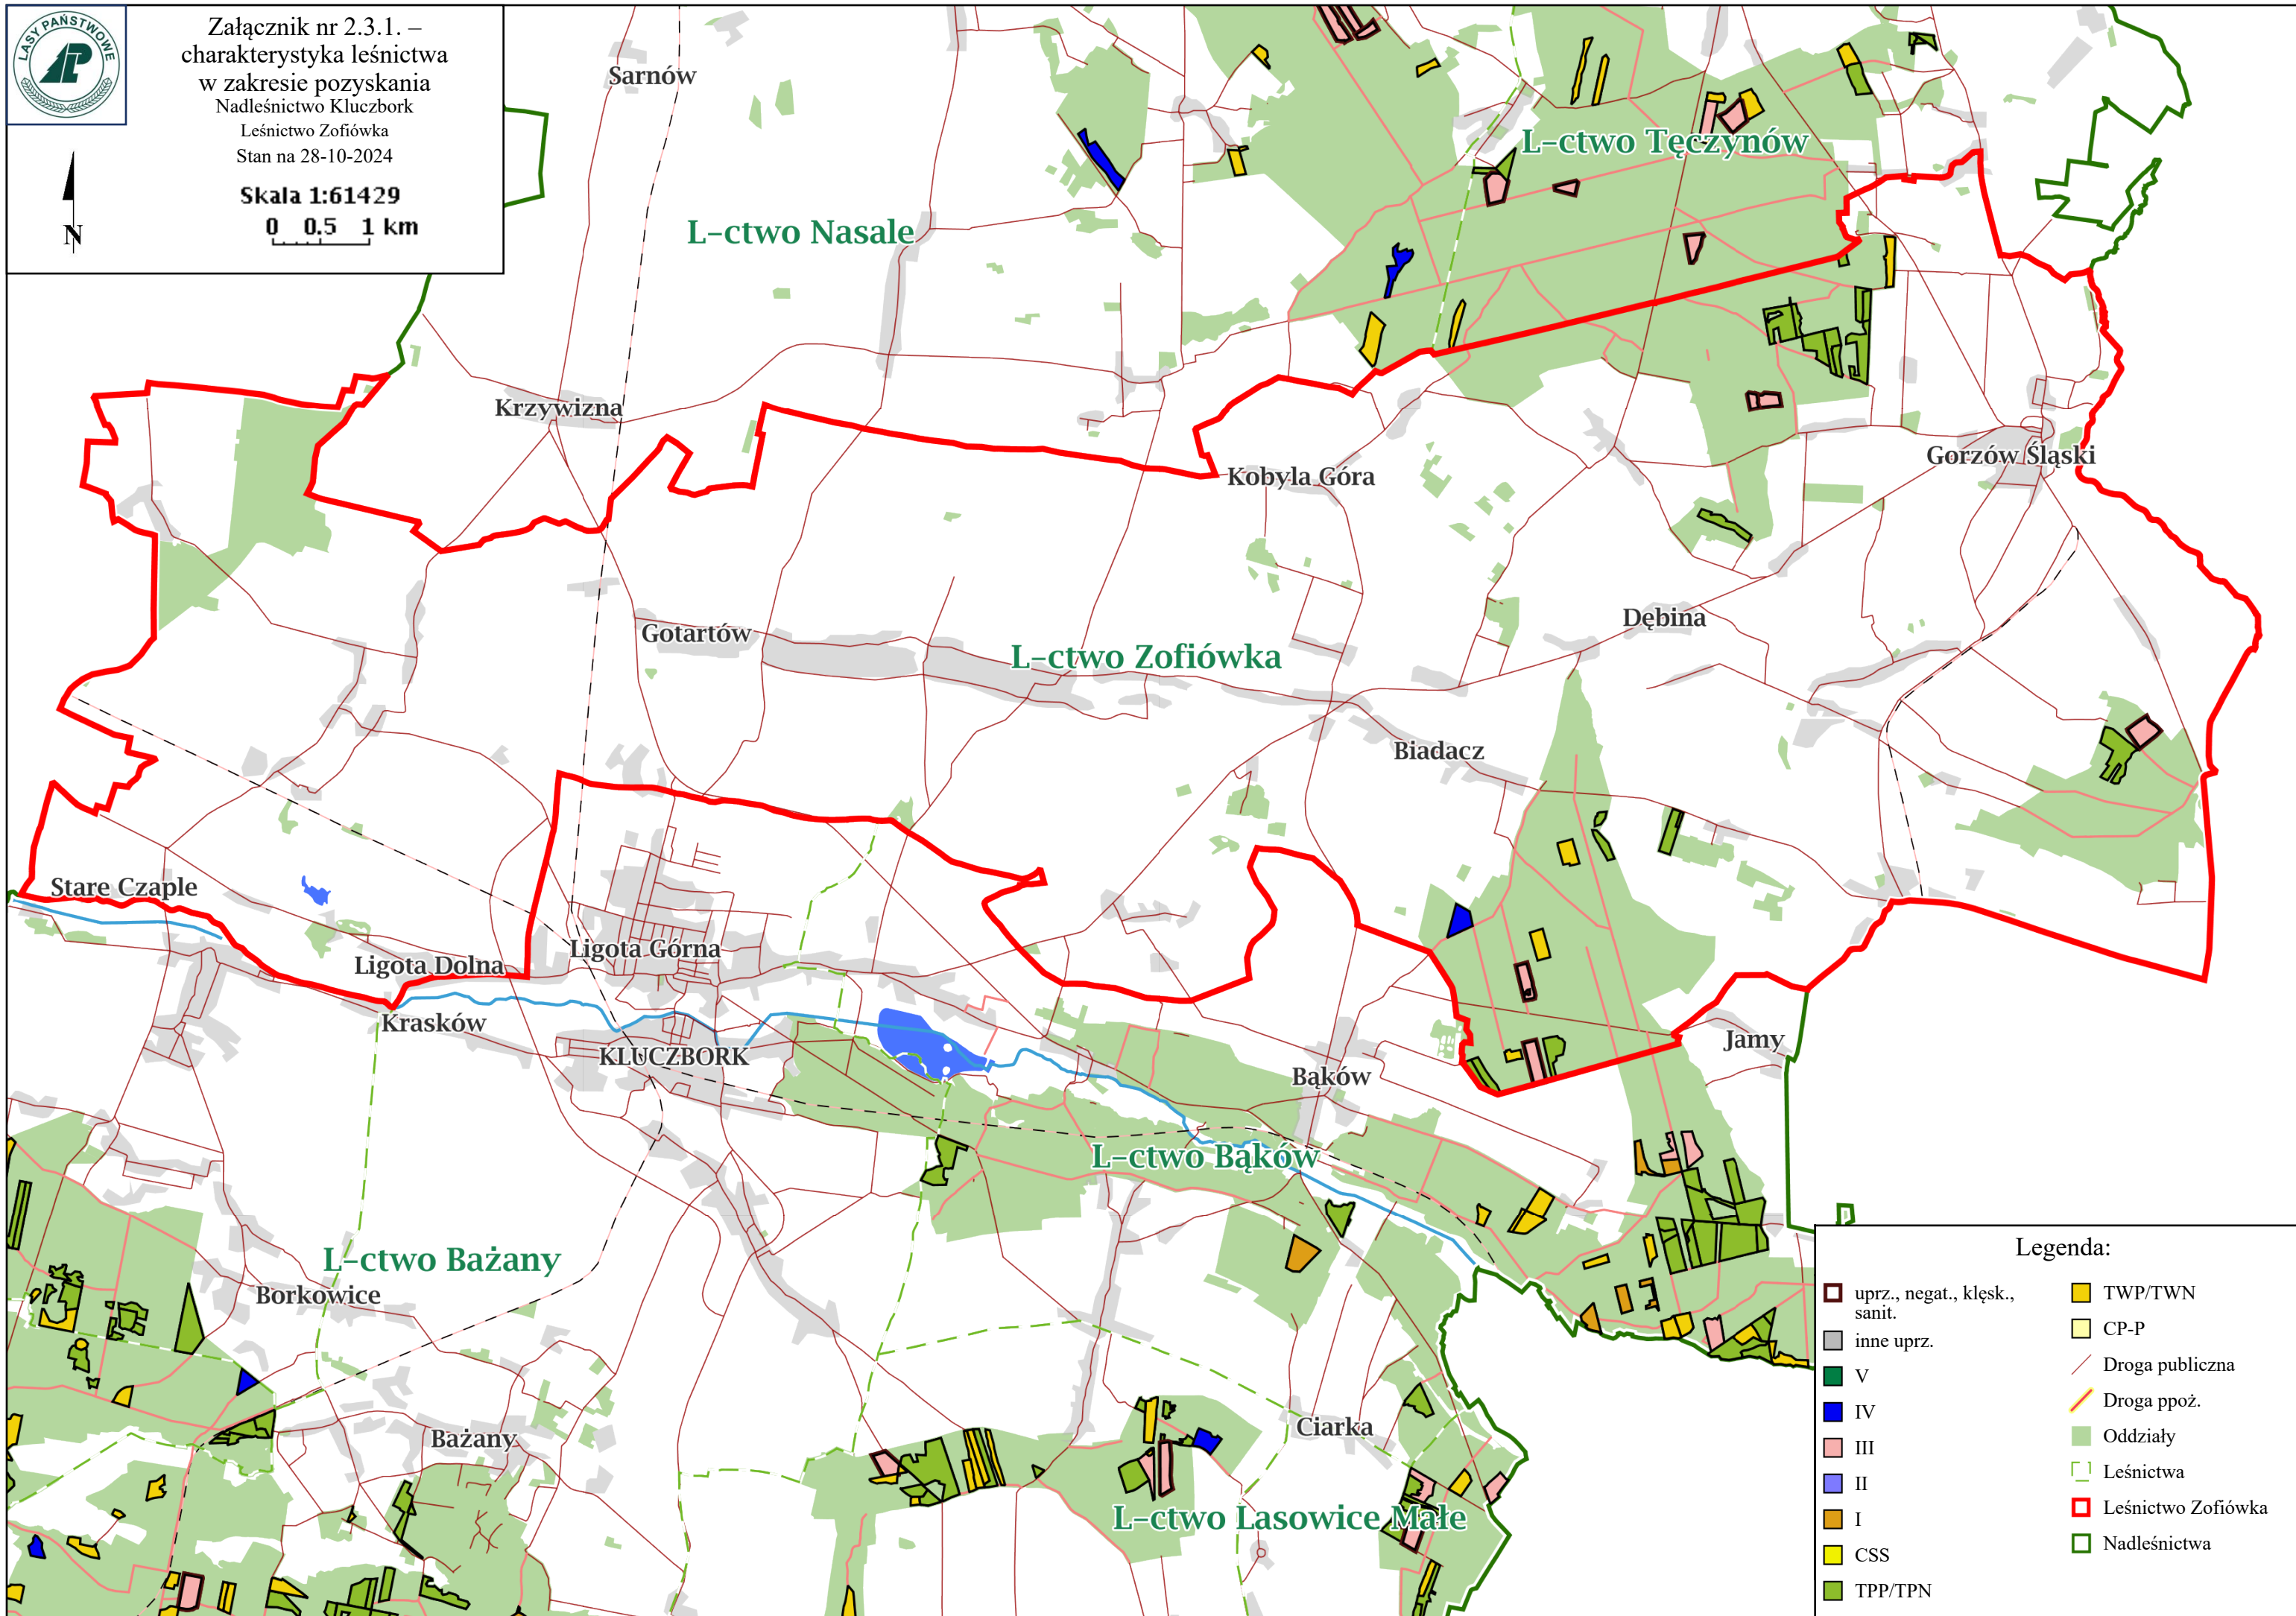 LASY PAŃSTWOWE
Załącznik nr 2.3.1. –
charakterystyka leśnictwa
w zakresie pozyskania
Nadleśnictwo Kluczbork
Leśnictwo Zofiówka
Stan na 28-10-2024
Skala 1:61429
0 0.5 1 km
N
Sarnów
L-ctwo Tęczynów
L-ctwo Nasale
Krzywizna
Gorzów Śląski
Kobyla Góra
Dębina
Gotartów
L-ctwo Zofiówka
Biadacz
Stare Czaple
Ligota Górna
Ligota Dolna
Krasków
Jamy
KLUCZBORK
Bąków
L-ctwo Bąków
L-ctwo Bażany
Borkowice
Ciarka
Bażany
L-ctwo Lasowice Małe
Legenda:
uprz., negat., klęsk.,
sanit.
inne uprz.
V
IV
III
II
I
CSS
TPP/TPN
TWP/TWN
CP-P
Droga publiczna
Droga ppoż.
Oddziały
Leśnictwa
Leśnictwo Zofiówka
Nadleśnictwa